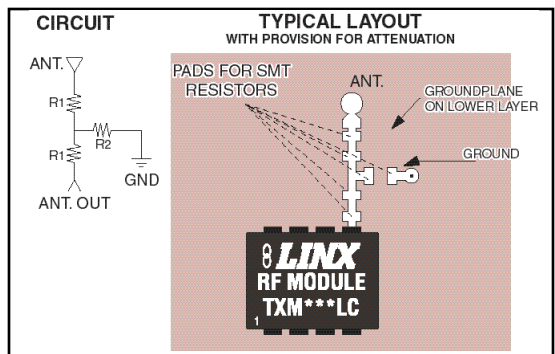 CIRCUIT
ANT.
R1
R2
R1
GND
ANT. OUT
TYPICAL LAYOUT
WITH PROVISION FOR ATTENUATION
PADS FOR SMT
RESISTORS
ANT.
GROUNDPLANE
ON LOWER LAYER
GROUND
LINX
RF MODULE
TXM***LC
1